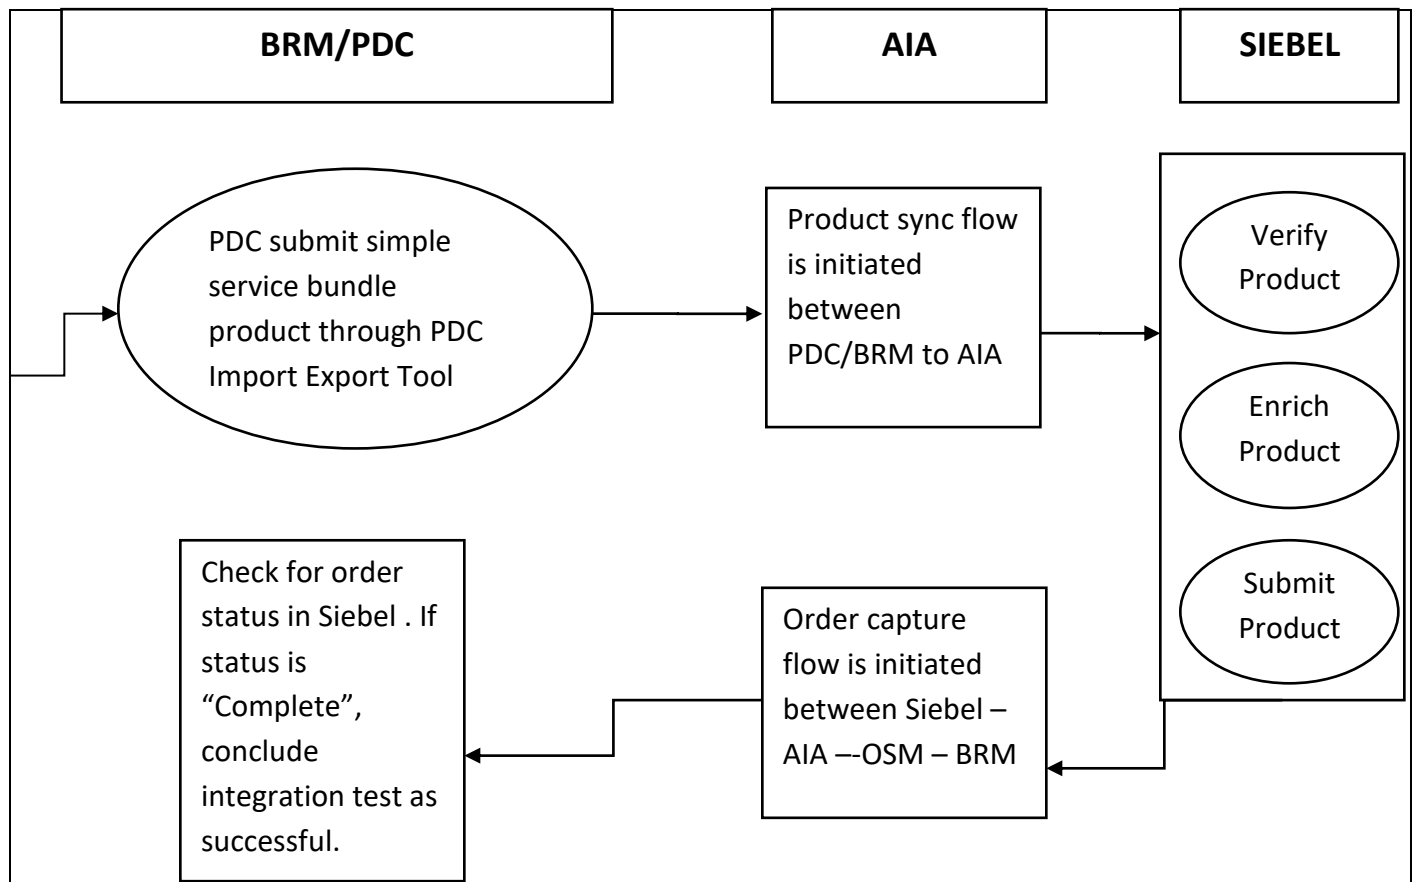 BRM/PDC
AIA
SIEBEL
PDC submit simple
service bundle
product through PDC
Import Export Tool
Product sync flow
is initiated
between
PDC/BRM to AIA
Verify
Product
Enrich
Product
Submit
Product
Order capture
flow is initiated
between Siebel –
AIA –-OSM – BRM
Check for order
status in Siebel . If
status is
“Complete”,
conclude
integration test as
successful.